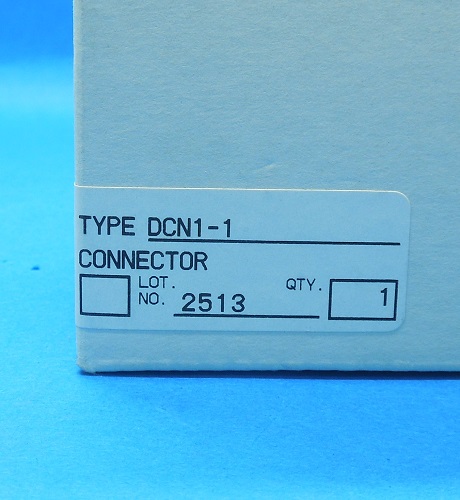 TYPE DCN1-1
CONNECTOR
LOT.
NO. 2513
QTY. 1